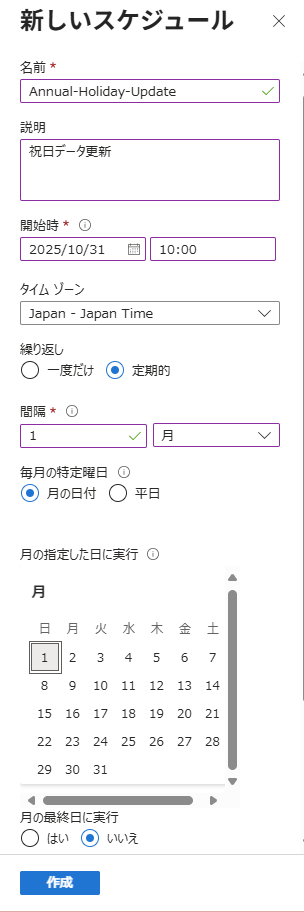 新しいスケジュール
名前 *
Annual-Holiday-Update
説明
祝日データ更新
開始時 *
2025/10/31 10:00
タイム ゾーン
Japan - Japan Time
繰り返し
一度だけ 定期的
間隔 *
1 月
毎月の特定曜日
月の日付 平日
月の指定した日に実行
月
日 月 火 水 木 金 土
1 2 3 4 5 6 7
8 9 10 11 12 13 14
15 16 17 18 19 20 21
22 23 24 25 26 27 28
29 30 31
月の最終日に実行
はい いいえ
作成